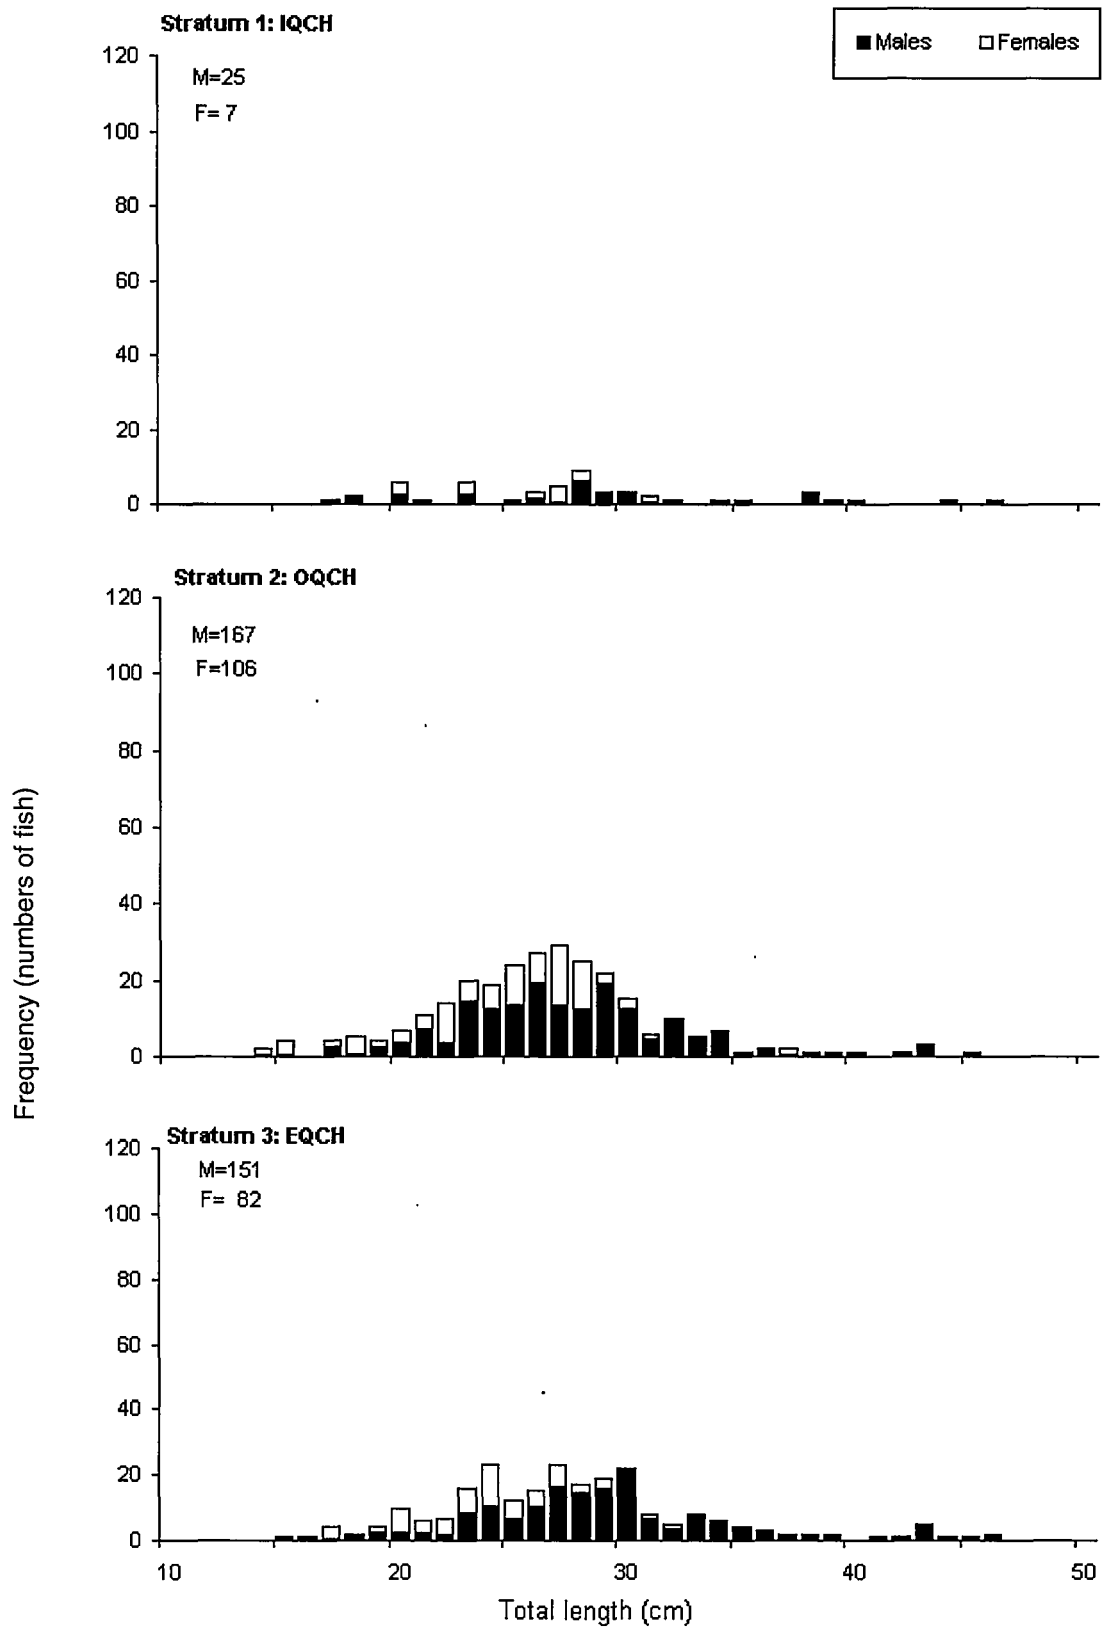 Stratum 1: IQCH
Males Females
M=25
F= 7
120
100
80
60
40
20
0
Stratum 2: OQCH
M=167
F=106
120
100
80
60
40
20
0
Frequency (numbers of fish)
Stratum 3: EQCH
M=151
F= 82
120
100
80
60
40
20
0
10 20 30 40 50
Total length (cm)